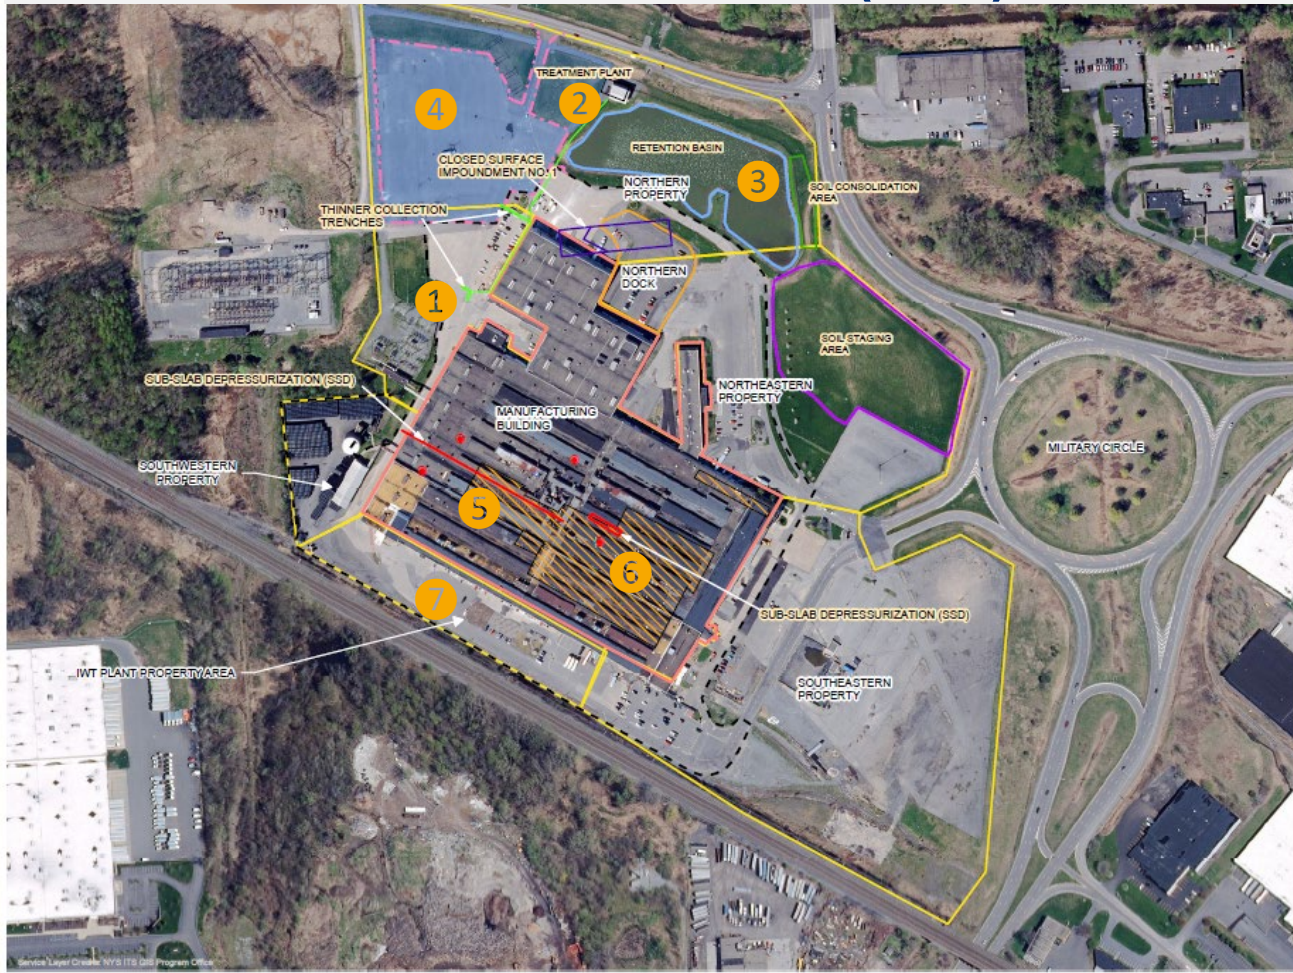 TREATMENT PLANT
4
2
RETENTION BASIN
CLOSED SURFACE
IMPOUNDMENT NO. 1
3
NORTHERN
PROPERTY
SOIL CONSOLIDATION
AREA
THINNER COLLECTION
TRENCHES
NORTHERN
DOCK
1
SOIL STAGING
AREA
SUB-SLAB DEPRESSURIZATION (SSD)
NORTHEASTERN
PROPERTY
MANUFACTURING
BUILDING
MILITARY CIRCLE
SOUTHWESTERN
PROPERTY
5
6
7
SUB-SLAB DEPRESSURIZATION (SSD)
IWT PLANT PROPERTY AREA
SOUTHEASTERN
PROPERTY
Service Layer Credits: NYS ITS GIS Program Office